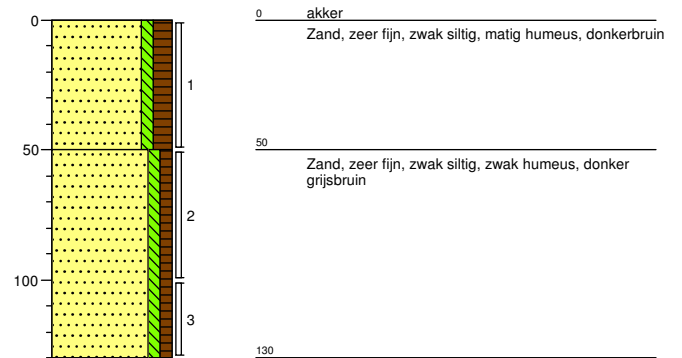 0
0 akker
Zand, zeer fijn, zwak siltig, matig humeus, donkerbruin
1
50
50
Zand, zeer fijn, zwak siltig, zwak humeus, donker
grijsbruin
2
100
3
130